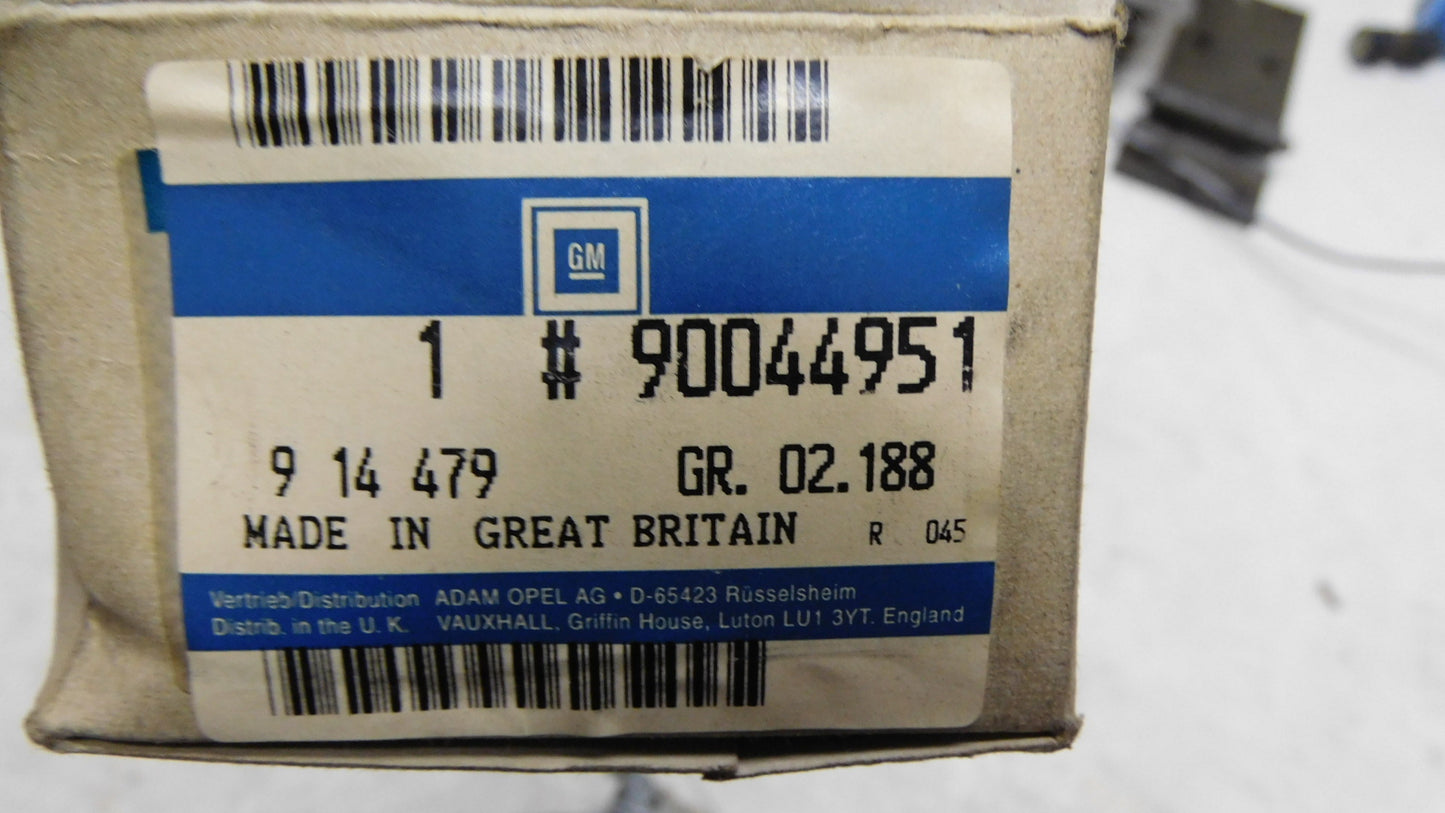 GM
1 # 90044951
9 14 479 GR. 02.188
MADE IN GREAT BRITAIN R 045
Vertrieb/Distribution ADAM OPEL AG • D-65423 Rüsselsheim
Distrib. in the U. K. VAUXHALL, Griffin House, Luton LU1 3YT. England